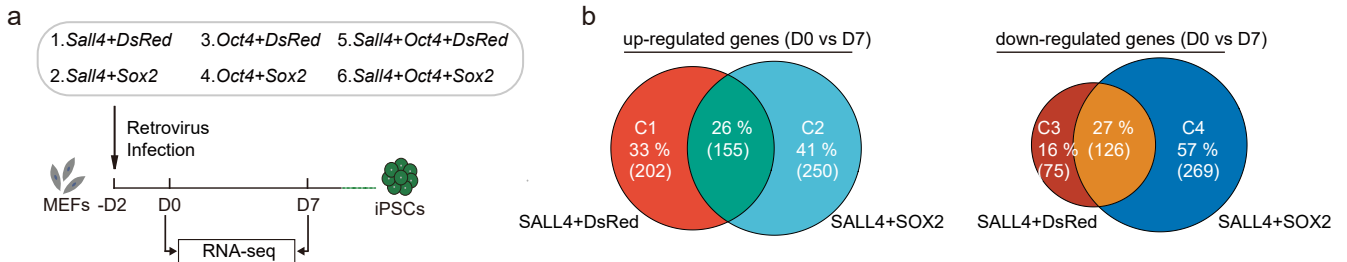 a
1.Sall4+DsRed 3.Oct4+DsRed 5.Sall4+Oct4+DsRed
2.Sall4+Sox2 4.Oct4+Sox2 6.Sall4+Oct4+Sox2
Retrovirus
Infection
MEFs -D2 D0 D7 iPSCs
RNA-seq
b
up-regulated genes (D0 vs D7)
C1
33 %
(202)
26 %
(155)
C2
41 %
(250)
SALL4+DsRed SALL4+SOX2
down-regulated genes (D0 vs D7)
C3
16 %
(75)
27 %
(126)
C4
57 %
(269)
SALL4+DsRed SALL4+SOX2